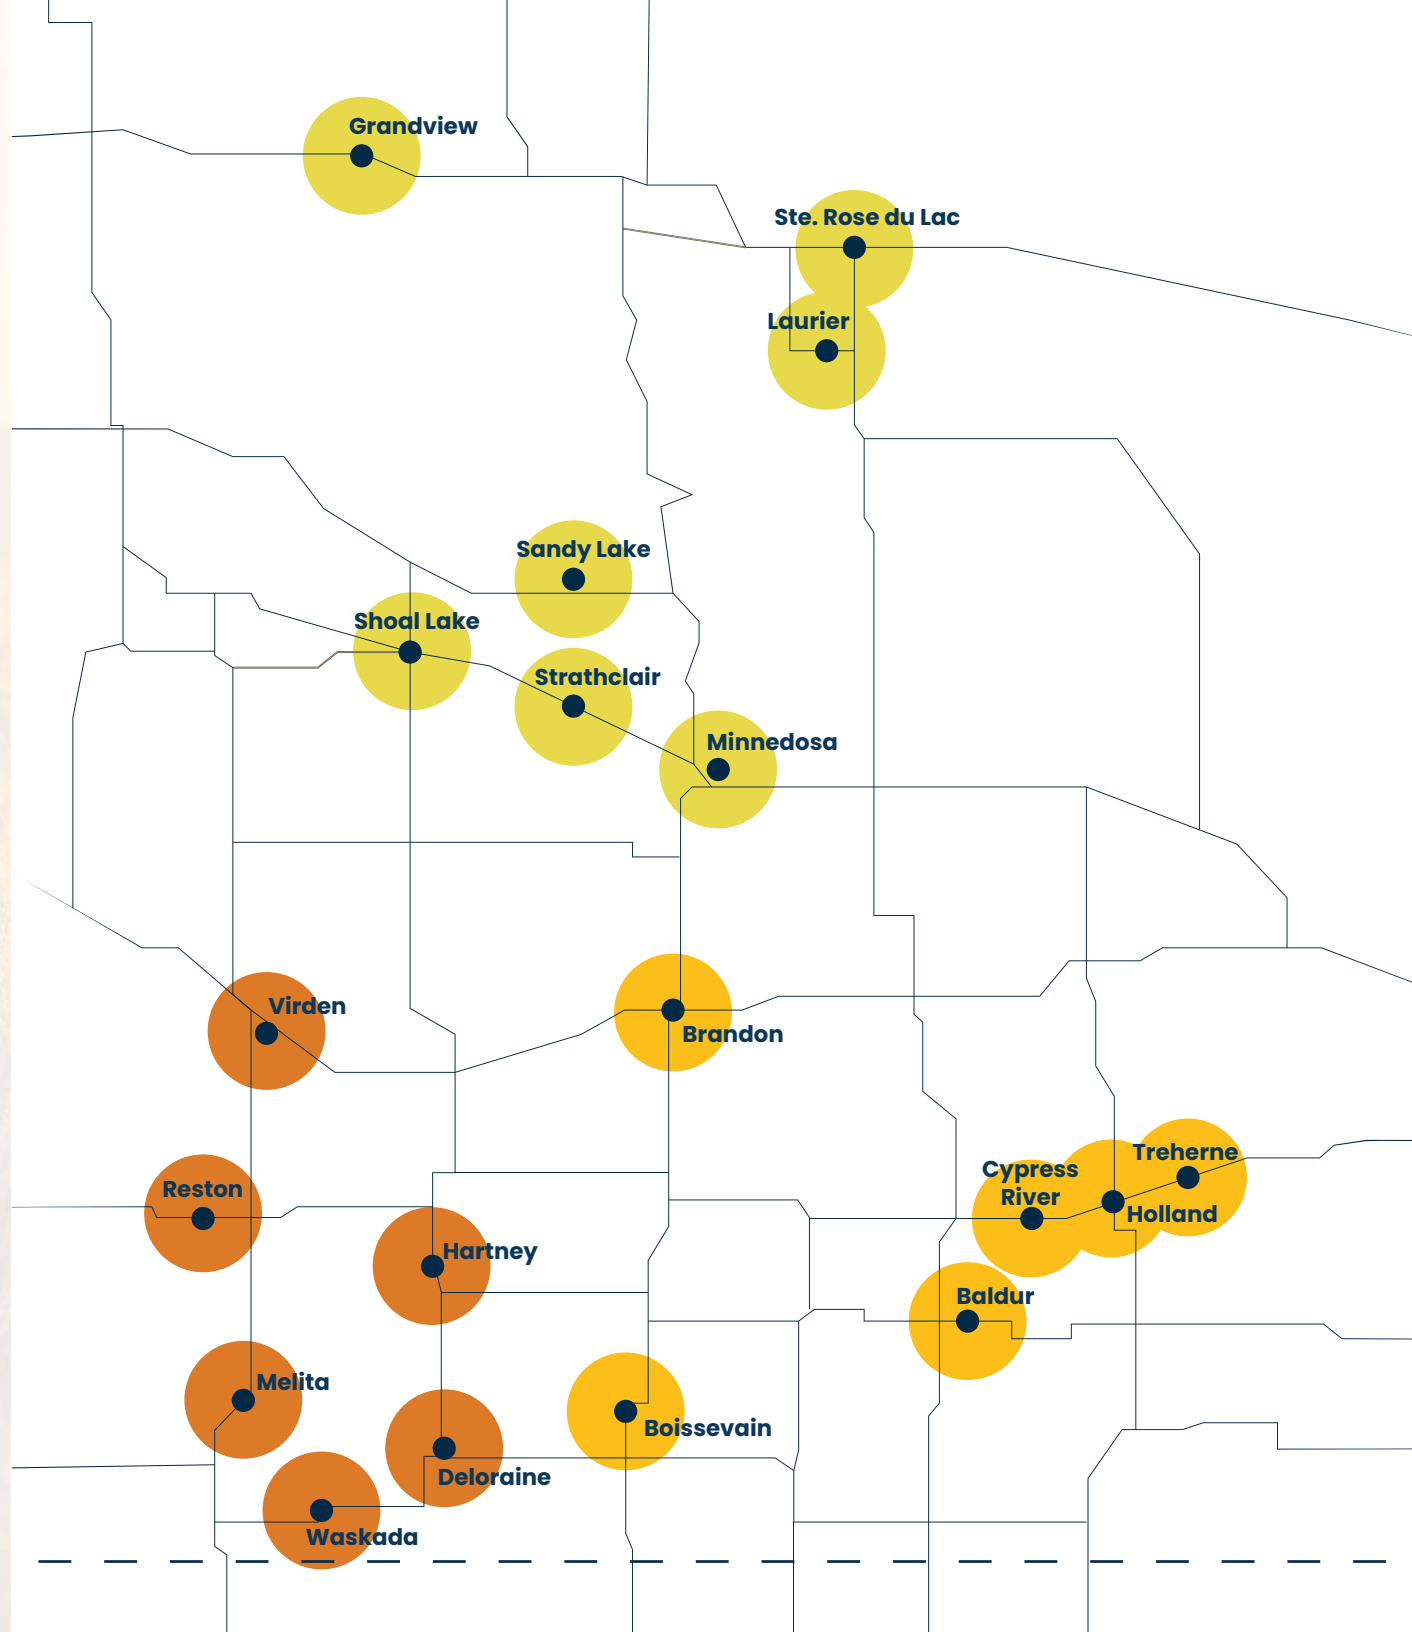 Grandview
Ste. Rose du Lac
Laurier
Sandy Lake
Shoal Lake
Strathclair
Minnedosa
Virden
Brandon
Treherne
Cypress
River
Reston
Holland
Hartney
Baldur
Melita
Boissevain
Deloraine
Waskada